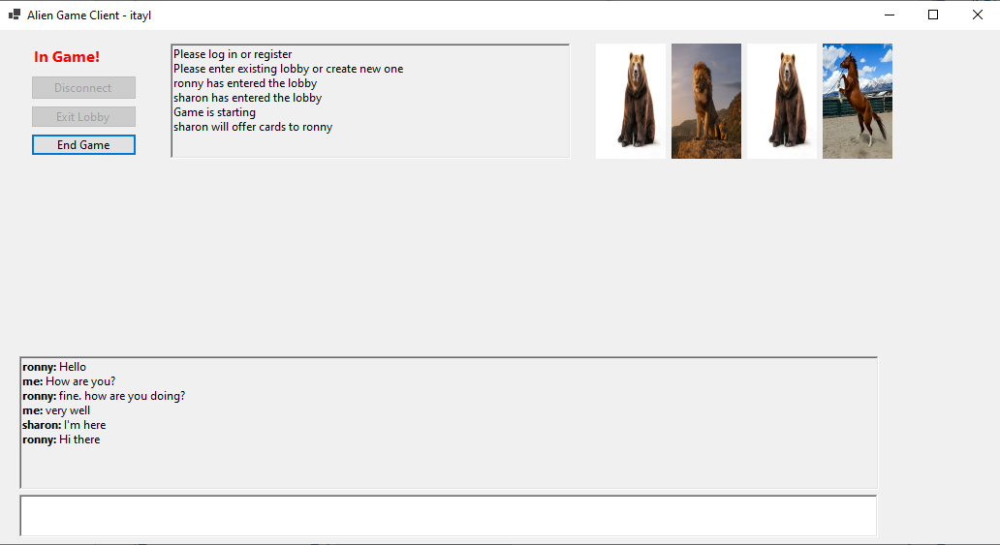 Alien Game Client - itayl
In Game!
Disconnect
Exit Lobby
End Game
Please log in or register
Please enter existing lobby or create new one
ronny has entered the lobby
sharon has entered the lobby
Game is starting
sharon will offer cards to ronny
ronny: Hello
me: How are you?
ronny: fine. how are you doing?
me: very well
sharon: I'm here
ronny: Hi there